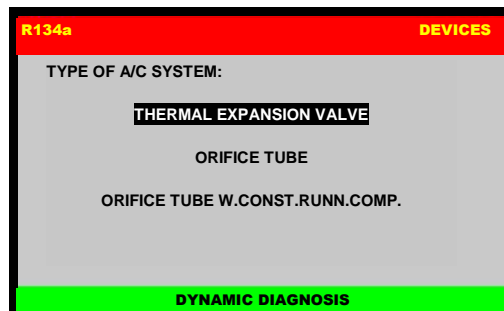 R134a DEVICES
TYPE OF A/C SYSTEM:
THERMAL EXPANSION VALVE
ORIFICE TUBE
ORIFICE TUBE W.CONST.RUNN.COMP.
DYNAMIC DIAGNOSIS